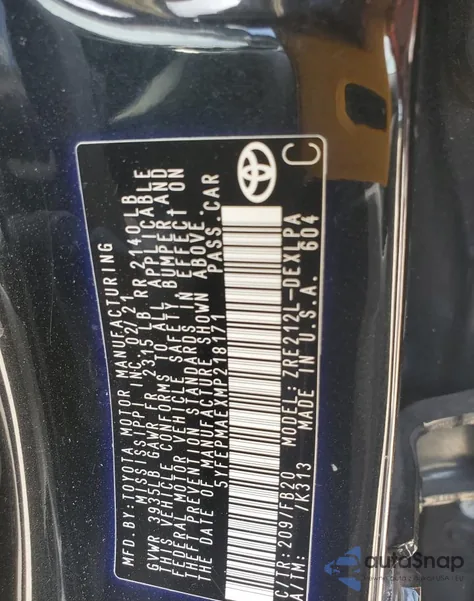 MFD.BY:TOYOTA MOTOR MANUFACTURING
MISSISSIPPI INC. 02/21
GVWR 3935LB GAWR FR 2315 LB RR 2140 LB
THIS VEHICLE CONFORMS TO ALL APPLICABLE
FEDERAL MOTOR VEHICLE SAFETY, BUMPER AND
THEFT PREVENTION STANDARDS IN EFFECT ON
THE DATE OF MANUFACTURE SHOWN ABOVE.
5YFEPMAEXMP218171 PASS.CAR
C
C/TR:209/FB20 MODEL:ZRE212L-DEXLPA
A/TM: /K313 MADE IN U.S.A. 604
autoSnap